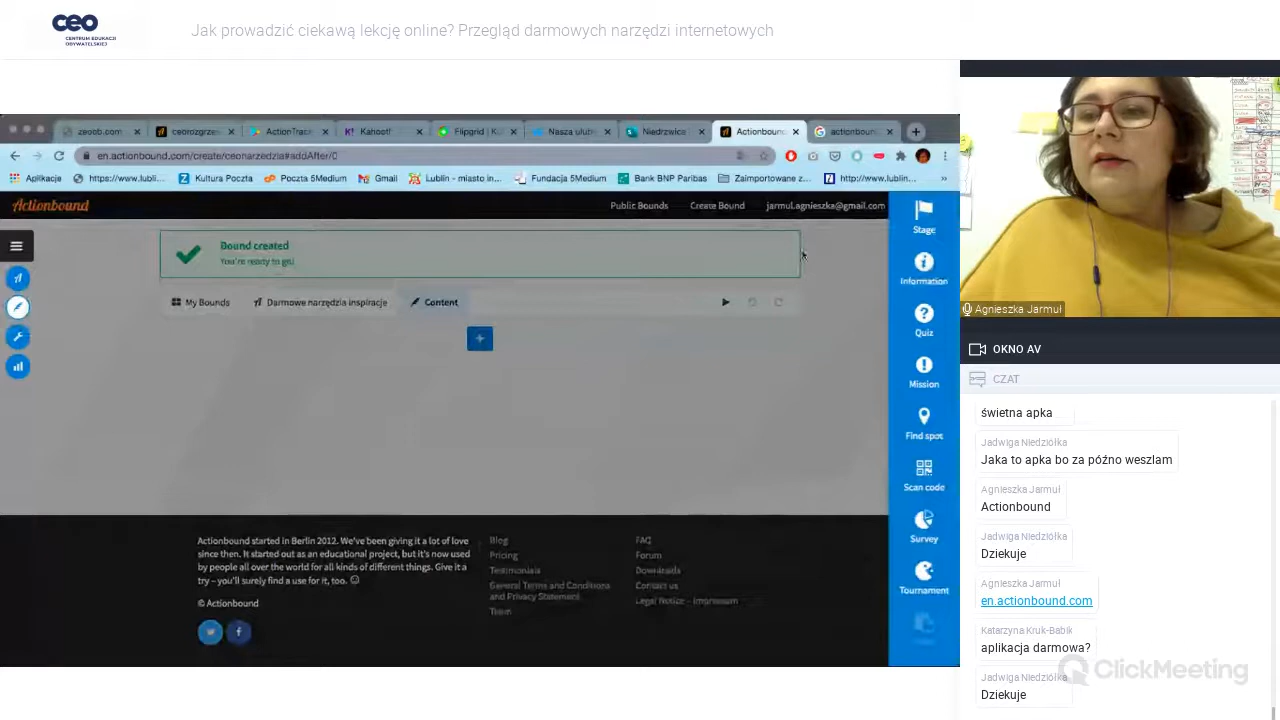 ceo
CENTRUM EDUKACJI
OBYWATELSKIEJ
Jak prowadzić ciekawą lekcję online? Przegląd darmowych narzędzi internetowych
zeoob.com
ceorozgrzes
ActionTrac
Kahoot!
Flipgrid | Ku
Nasza ulub
Niedrzwica
Actionbound
actionbound
en.actionbound.com/create/ceonarzedzia#addAfter/0
Aplikacje
https://www.lubli...
Kultura Poczta
Poczta 5Medium
Gmail
Lublin - miasto in...
Fundacja 5Medium
Bank BNP Paribas
Zaimportowane z...
http://www.lublin...
Actionbound
Public Bounds
Create Bound
jarmul.agnieszka@gmail.com
Bound created
You're ready to go!
My Bounds
Darmowe narzędzia inspiracje
Content
Stage
Information
Quiz
Mission
Find spot
Scan code
Survey
Tournament
Actionbound started in Berlin 2012. We've been giving it a lot of love
since then. It started out as an educational project, but it's now used
by people all over the world for all kinds of different things. Give it a
try – you'll surely find a use for it, too. ☺
© Actionbound
Blog
Pricing
Testimonials
General Terms and Conditions
and Privacy Statement
Team
FAQ
Forum
Downloads
Contact us
Legal Notice – Impressum
Agnieszka Jarmuł
OKNO AV
CZAT
świetna apka
Jadwiga Niedziółka
Jaka to apka bo za późno weszlam
Agnieszka Jarmuł
Actionbound
Jadwiga Niedziółka
Dziekuje
Agnieszka Jarmuł
en.actionbound.com
Katarzyna Kruk-Babik
aplikacja darmowa?
Jadwiga Niedziółka
Dziekuje
ClickMeeting